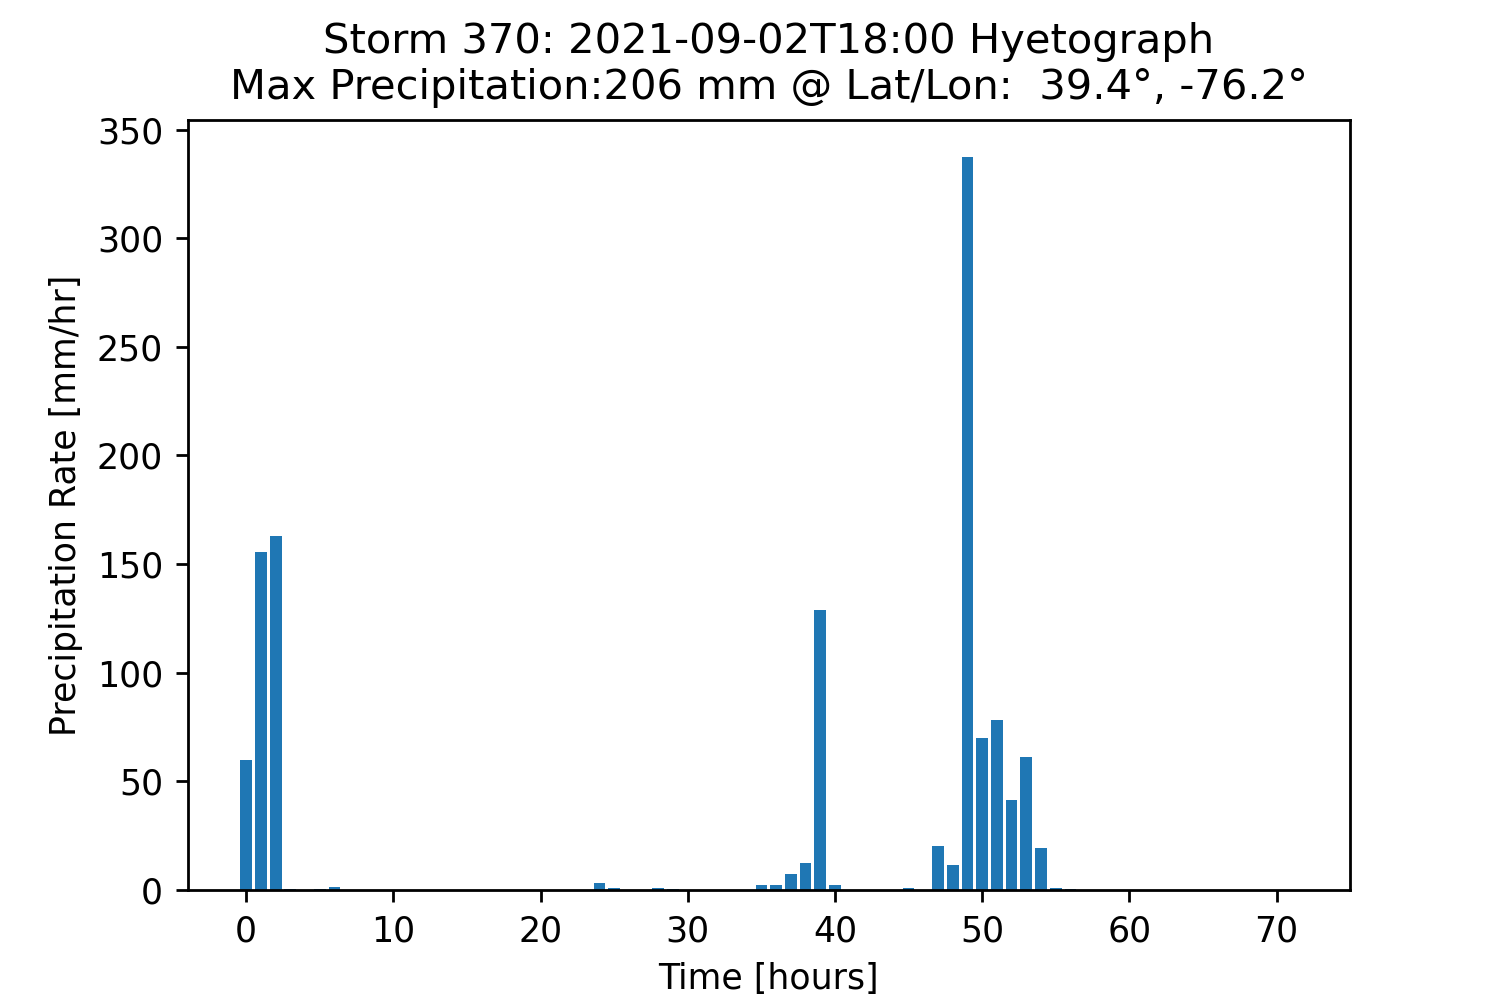 Storm 370: 2021-09-02T18:00 Hyetograph
Max Precipitation:206 mm @ Lat/Lon:  39.4°, -76.2°
350
300
250
200
150
100
50
0
Precipitation Rate [mm/hr]
0 10 20 30 40 50 60 70
Time [hours]